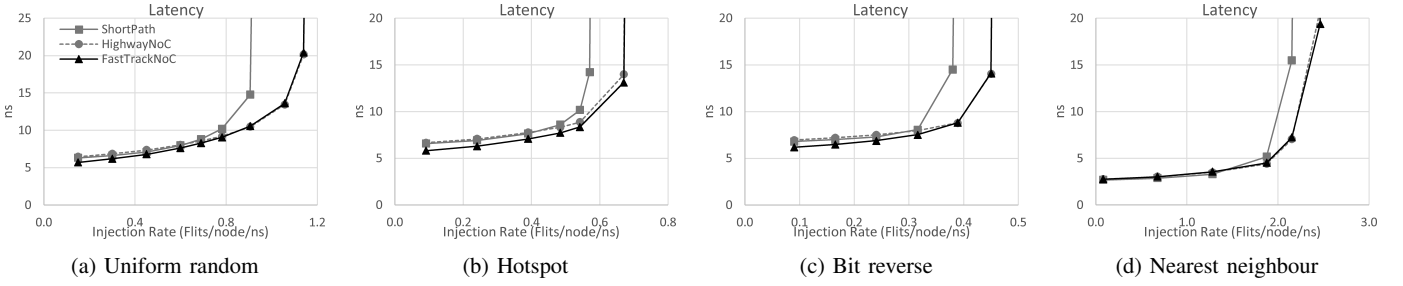 Latency
25
20
15
10
5
0
ns
ShortPath
HighwayNoC
FastTrackNoC
0.0 0.4 0.8 1.2
Injection Rate (Flits/node/ns)
(a) Uniform random
Latency
20
15
10
5
0
ns
0.0 0.2 0.4 0.6 0.8
Injection Rate (Flits/node/ns)
(b) Hotspot
Latency
20
15
10
5
0
ns
0.0 0.1 0.2 0.3 0.4 0.5
Injection Rate (Flits/node/ns)
(c) Bit reverse
Latency
20
15
10
5
0
ns
0.0 1.0 2.0 3.0
Injection Rate (Flits/node/ns)
(d) Nearest neighbour